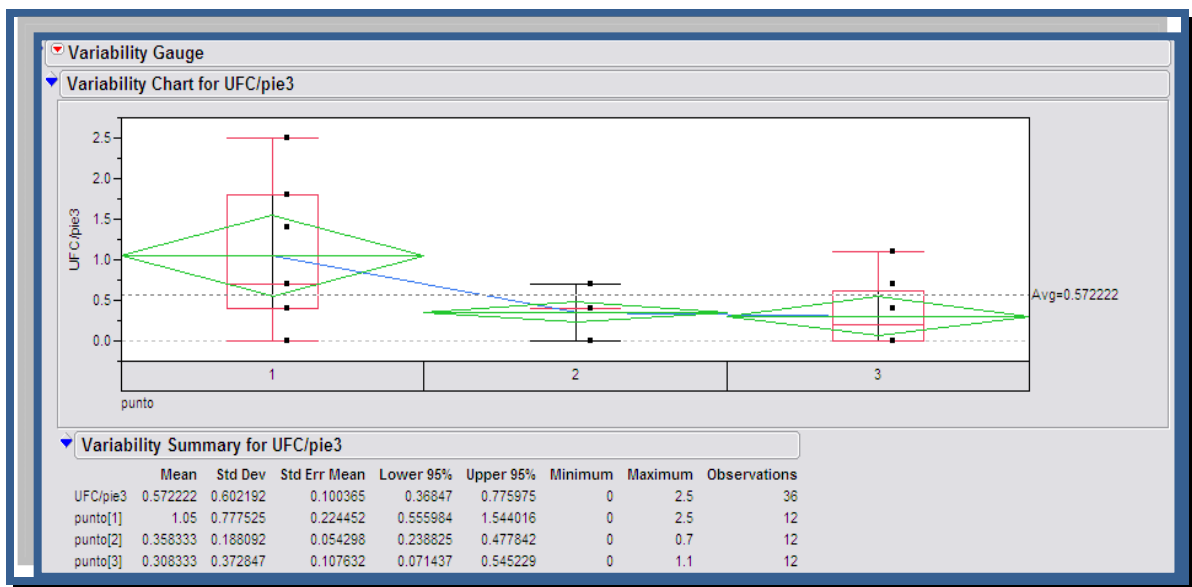 Variability Gauge
Variability Chart for UFC/pie3
2.5
2.0
1.5
1.0
0.5
0.0
UFC/pie3
Avg=0.572222
1 2 3
punto
Variability Summary for UFC/pie3
Mean Std Dev Std Err Mean Lower 95% Upper 95% Minimum Maximum Observations
UFC/pie3 0.572222 0.602192 0.100365 0.36847 0.775975 0 2.5 36
punto[1] 1.05 0.777525 0.224452 0.555984 1.544016 0 2.5 12
punto[2] 0.358333 0.188092 0.054298 0.238825 0.477842 0 0.7 12
punto[3] 0.308333 0.372847 0.107632 0.071437 0.545229 0 1.1 12